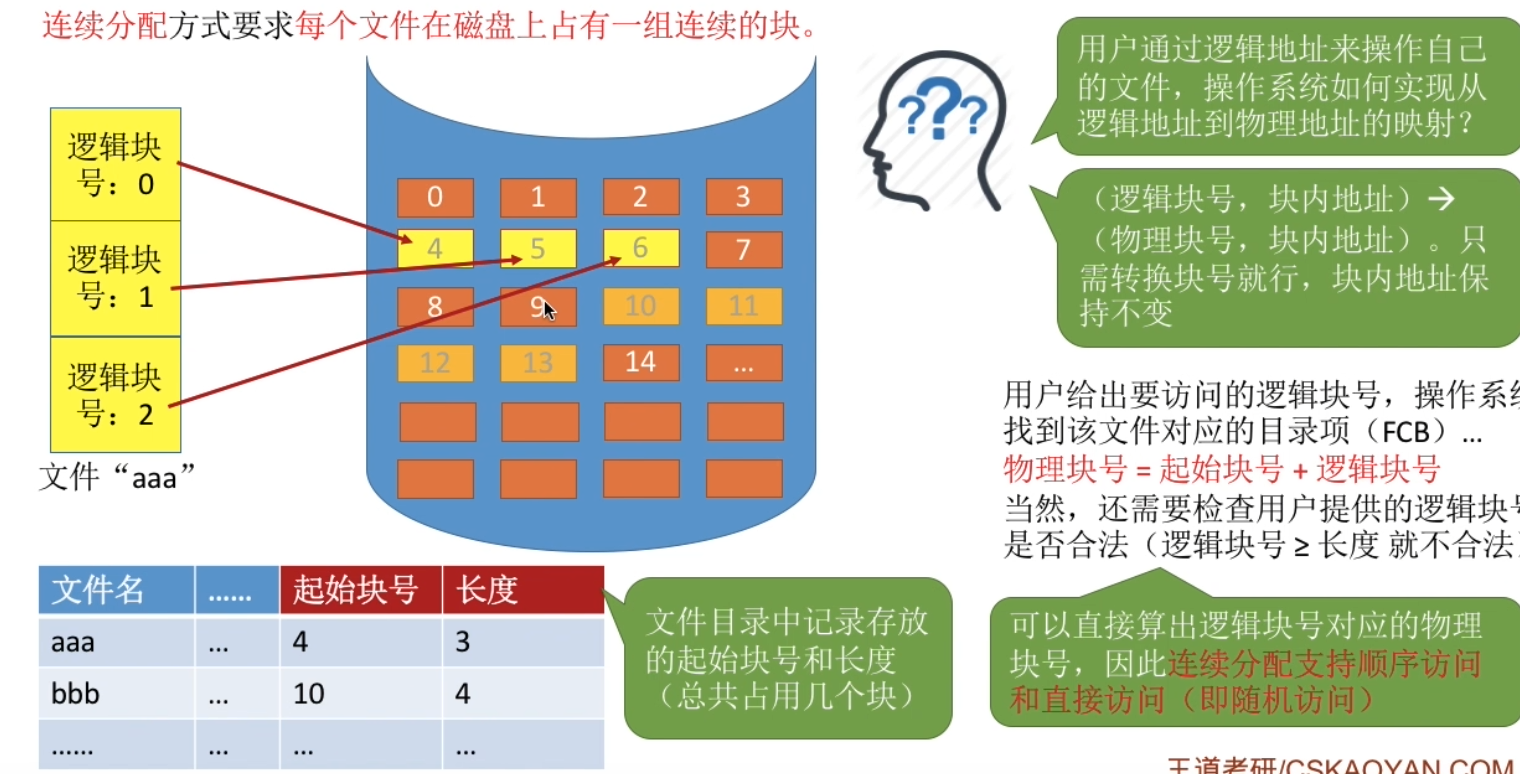 连续分配方式要求每个文件在磁盘上占有一组连续的块。
逻辑块
号：0
逻辑块
号：1
逻辑块
号：2
文件“aaa”
0 1 2 3
4 5 6 7
8 9 10 11
12 13 14 ...
???
用户通过逻辑地址来操作自己
的文件，操作系统如何实现从
逻辑地址到物理地址的映射？
（逻辑块号，块内地址）→
（物理块号，块内地址）。只
需转换块号就行，块内地址保
持不变
用户给出要访问的逻辑块号，操作系
找到该文件对应的目录项（FCB）...
物理块号 = 起始块号 + 逻辑块号
当然，还需要检查用户提供的逻辑块号
是否合法（逻辑块号 ≥ 长度 就不合法）
可以直接算出逻辑块号对应的物理
块号，因此连续分配支持顺序访问
和直接访问（即随机访问）
文件名 …… 起始块号 长度
aaa ... 4 3
bbb ... 10 4
…… ... ... ...
文件目录中记录存放
的起始块号和长度
（总共占用几个块）
王道考研/CSKAOYAN.COM